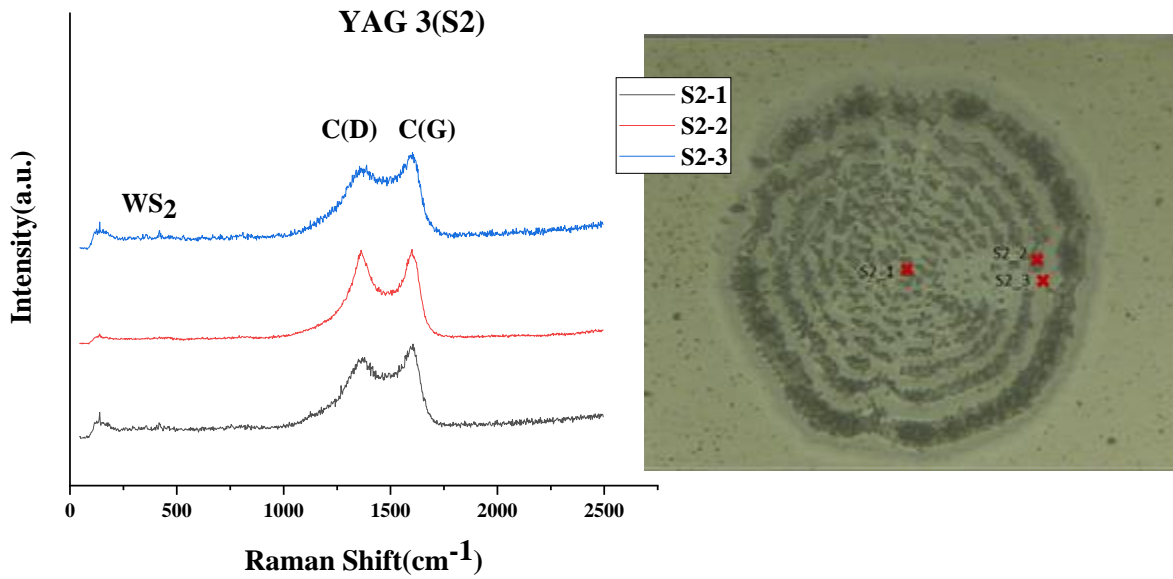 YAG 3(S2)
S2-1
S2-2
S2-3
C(D) C(G)
WS2
Intensity(a.u.)
0 500 1000 1500 2000 2500
Raman Shift(cm-1)
S2_1
S2_2
S2_3